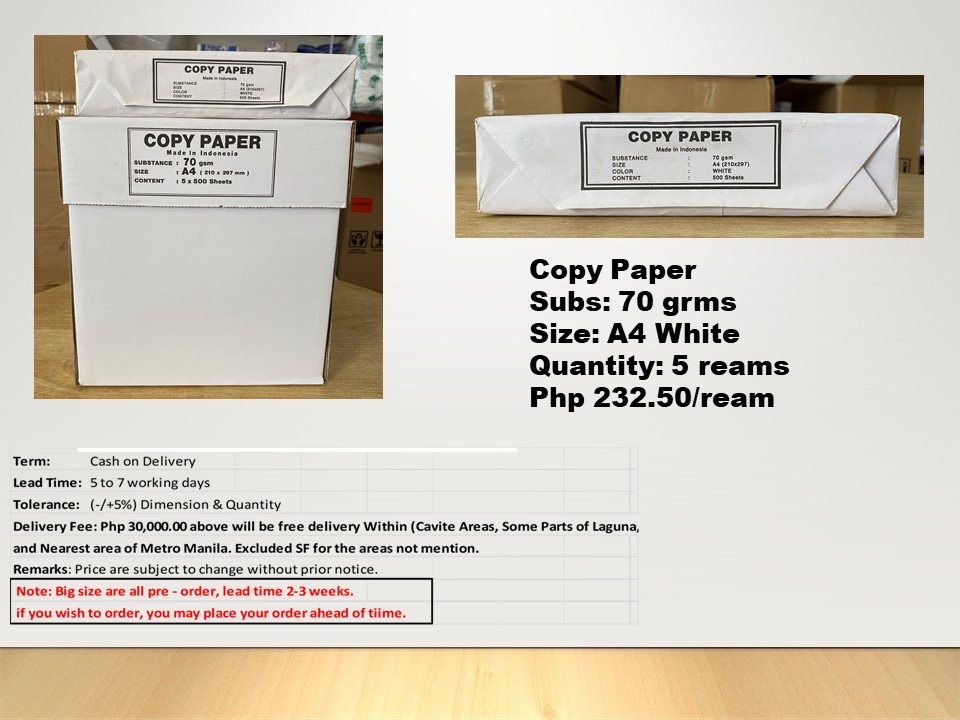 COPY PAPER
Made in Indonesia
SUBSTANCE : 70 gsm
SIZE : A4 (210x297)
COLOR : WHITE
CONTENT : 500 Sheets
COPY PAPER
Made in Indonesia
SUBSTANCE : 70 gsm
SIZE : A4 ( 210 x 297 mm )
CONTENT : 5 x 500 Sheets
COPY PAPER
Made in Indonesia
SUBSTANCE : 70 gsm
SIZE : A4 (210x297)
COLOR : WHITE
CONTENT : 500 Sheets
Copy Paper
Subs: 70 grms
Size: A4 White
Quantity: 5 reams
Php 232.50/ream
Term: Cash on Delivery
Lead Time: 5 to 7 working days
Tolerance: (-/+5%) Dimension & Quantity
Delivery Fee: Php 30,000.00 above will be free delivery Within (Cavite Areas, Some Parts of Laguna,
and Nearest area of Metro Manila. Excluded SF for the areas not mention.
Remarks: Price are subject to change without prior notice.
Note: Big size are all pre - order, lead time 2-3 weeks.
if you wish to order, you may place your order ahead of tiime.